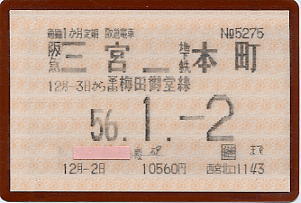 通勤1か月定期 阪急電車 №5275
阪急三宮ー地下鉄本町
12月-3日から 梅田御堂線
56.1.-2 まで
12月-2日 10560円 西宮北口1143